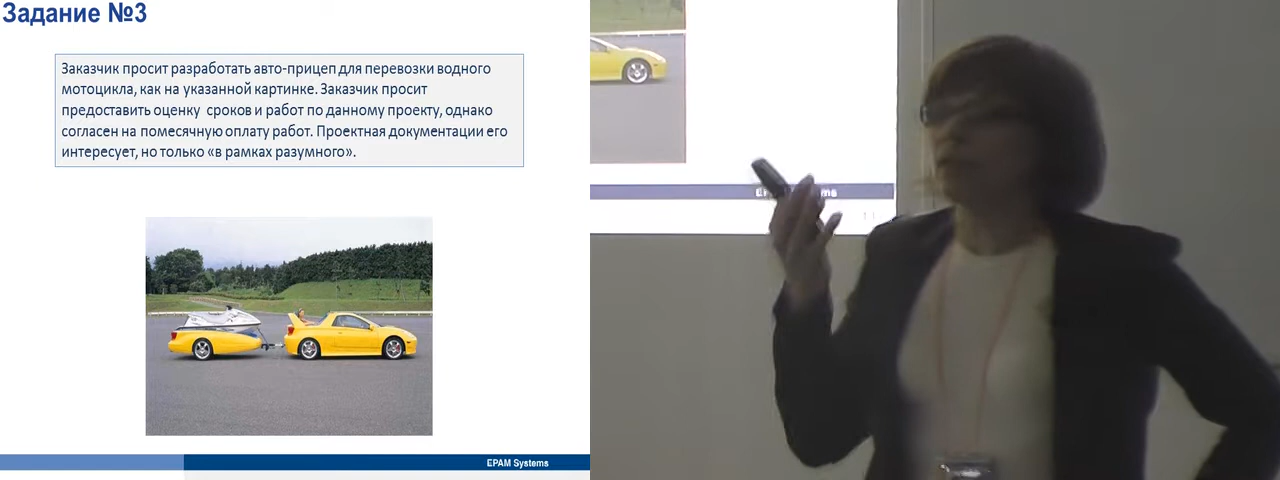 Задание №3
Заказчик просит разработать авто-прицеп для перевозки водного
мотоцикла, как на указанной картинке. Заказчик просит
предоставить оценку сроков и работ по данному проекту, однако
согласен на помесячную оплату работ. Проектная документации его
интересует, но только «в рамках разумного».
EPAM Systems